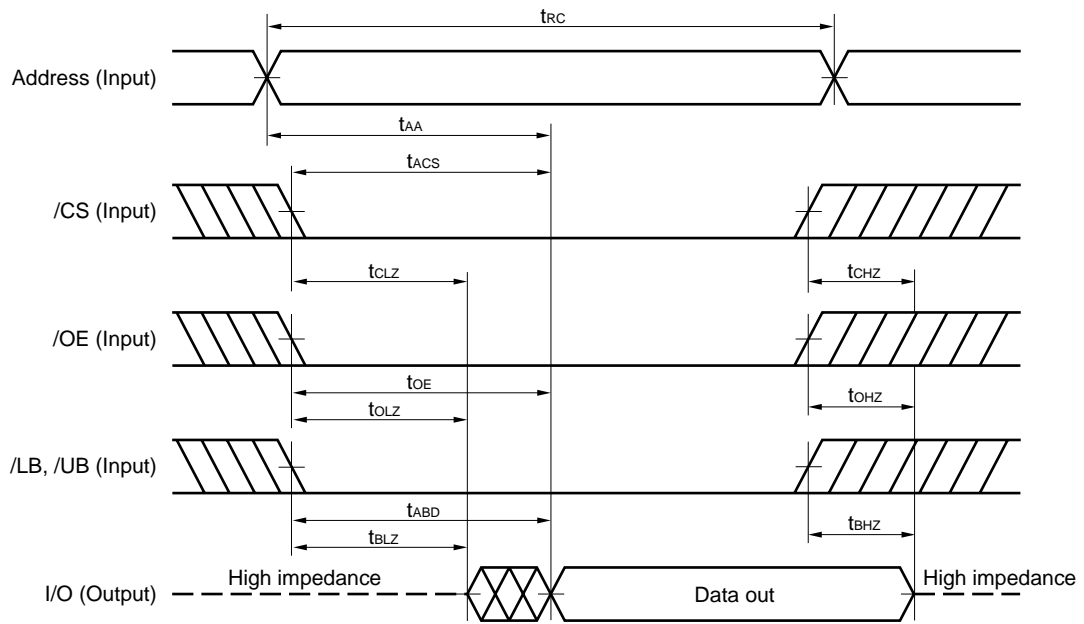 tRC
Address (Input)
tAA
tACS
/CS (Input)
tCLZ
tCHZ
/OE (Input)
tOE
tOLZ
tOHZ
/LB, /UB (Input)
tABD
tBLZ
tBHZ
I/O (Output)
High impedance
Data out
High impedance